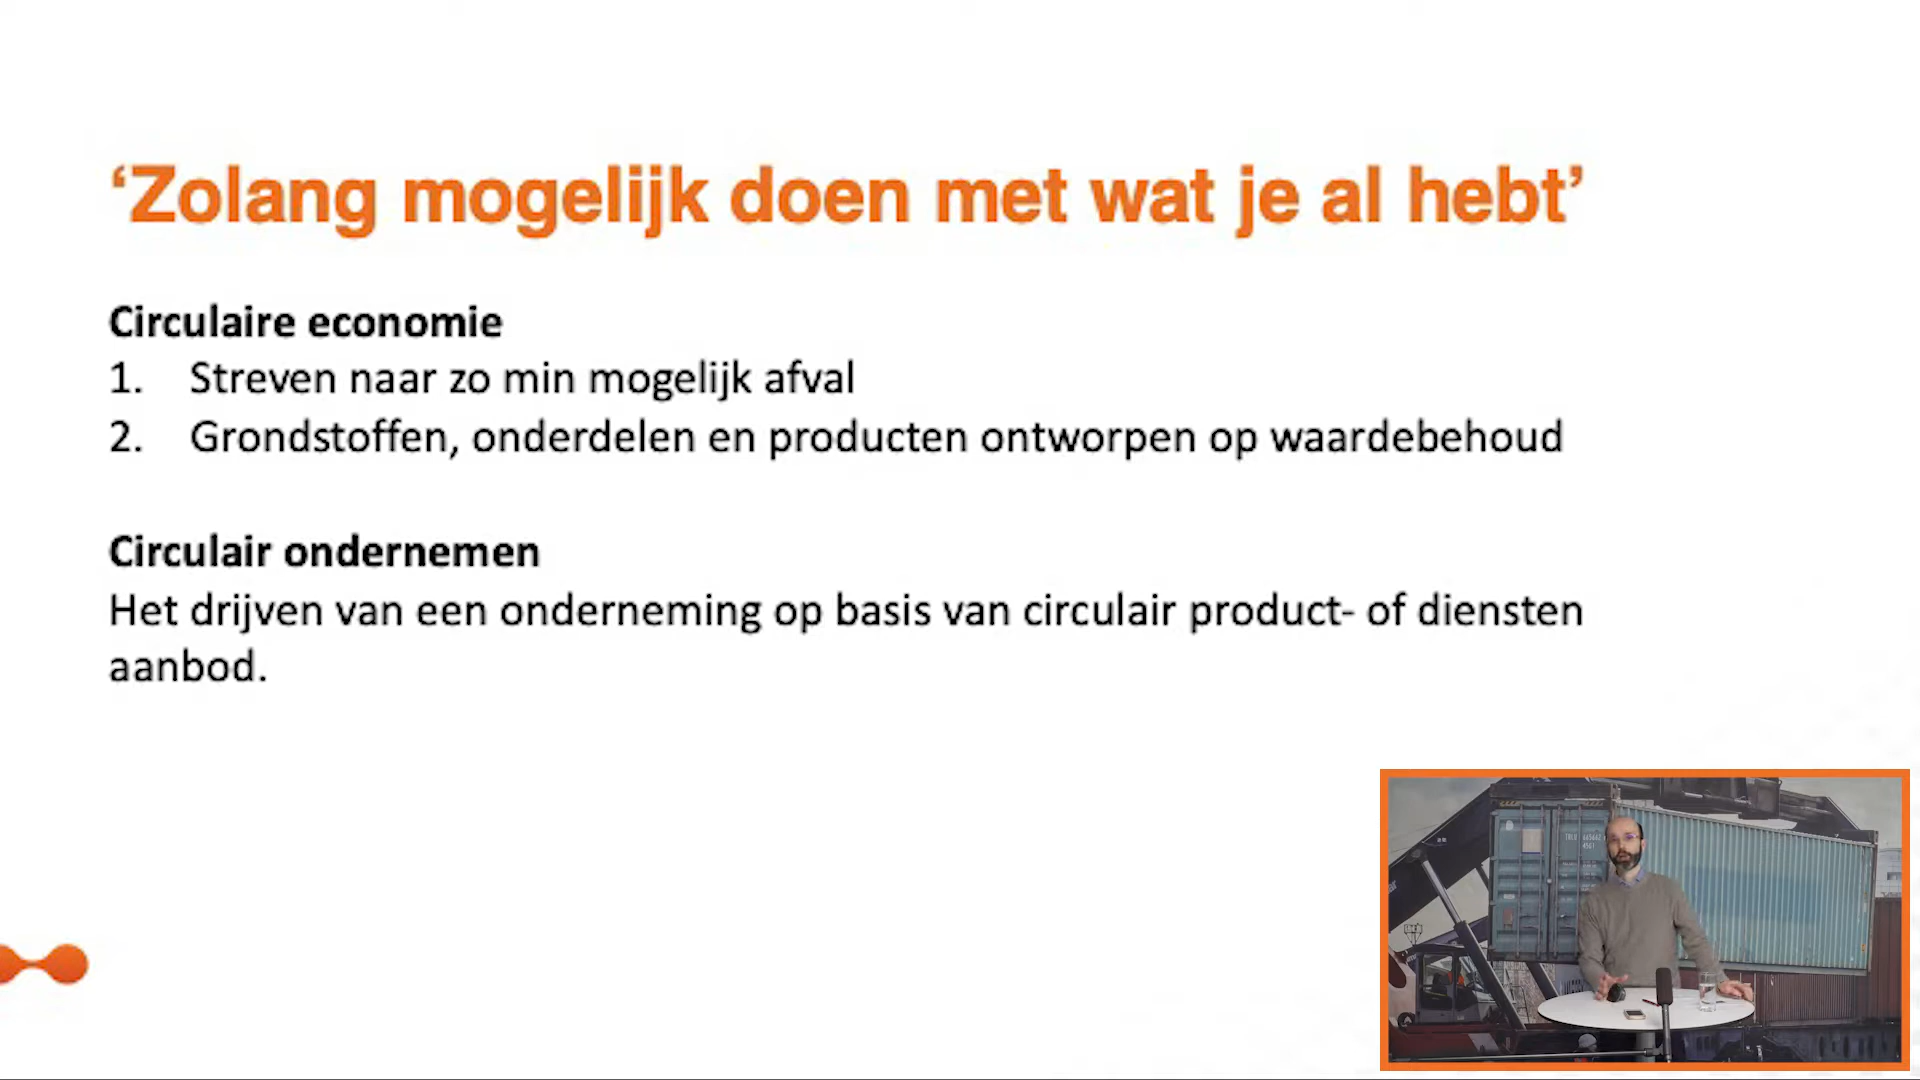 ‘Zolang mogelijk doen met wat je al hebt’
Circulaire economie
1. Streven naar zo min mogelijk afval
2. Grondstoffen, onderdelen en producten ontworpen op waardebehoud
Circulair ondernemen
Het drijven van een onderneming op basis van circulair product- of diensten
aanbod.